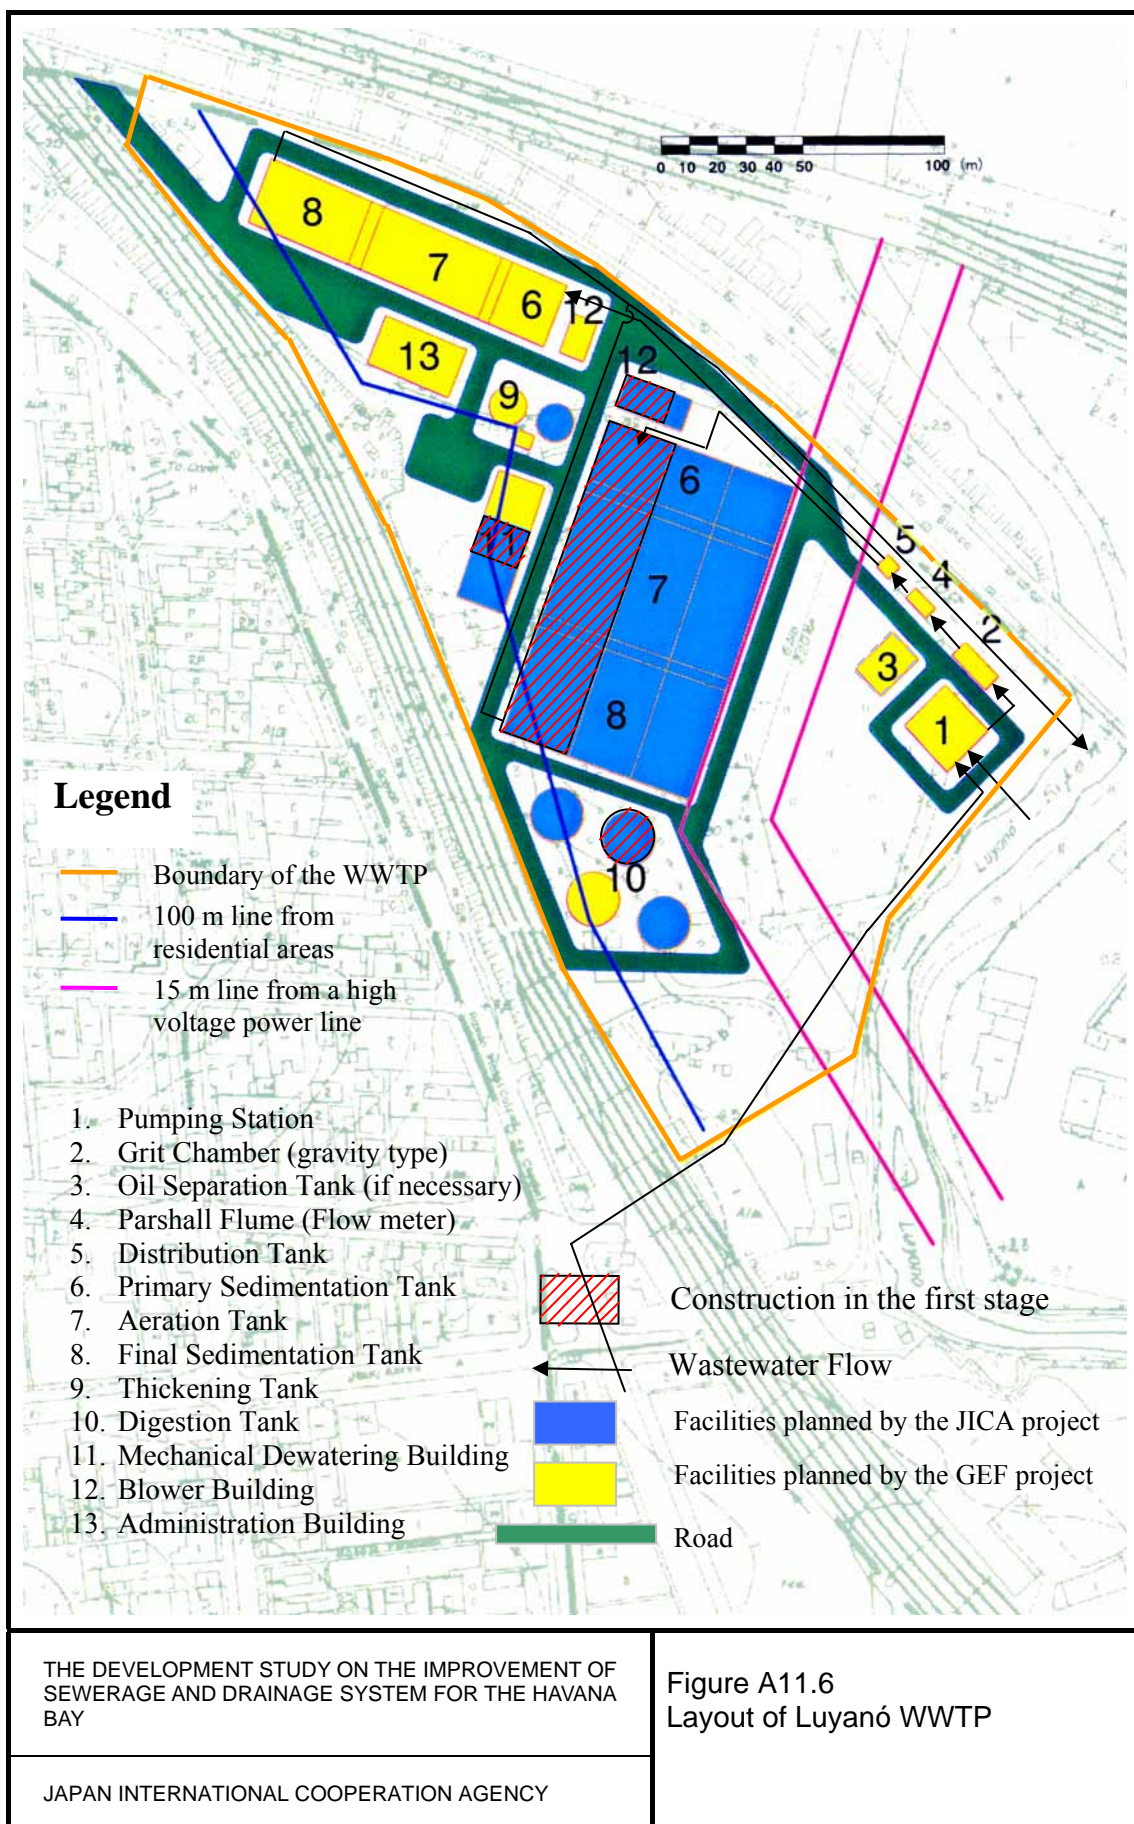 0 10 20 30 40 50 100 (m)
8
7
6
12
13
9
12
11
6
7
8
5
4
2
3
1
10
Legend
Boundary of the WWTP
100 m line from
residential areas
15 m line from a high
voltage power line
1. Pumping Station
2. Grit Chamber (gravity type)
3. Oil Separation Tank (if necessary)
4. Parshall Flume (Flow meter)
5. Distribution Tank
6. Primary Sedimentation Tank
7. Aeration Tank
8. Final Sedimentation Tank
9. Thickening Tank
10. Digestion Tank
11. Mechanical Dewatering Building
12. Blower Building
13. Administration Building
Construction in the first stage
Wastewater Flow
Facilities planned by the JICA project
Facilities planned by the GEF project
Road
Luyano
THE DEVELOPMENT STUDY ON THE IMPROVEMENT OF
SEWERAGE AND DRAINAGE SYSTEM FOR THE HAVANA
BAY
JAPAN INTERNATIONAL COOPERATION AGENCY
Figure A11.6
Layout of Luyanó WWTP